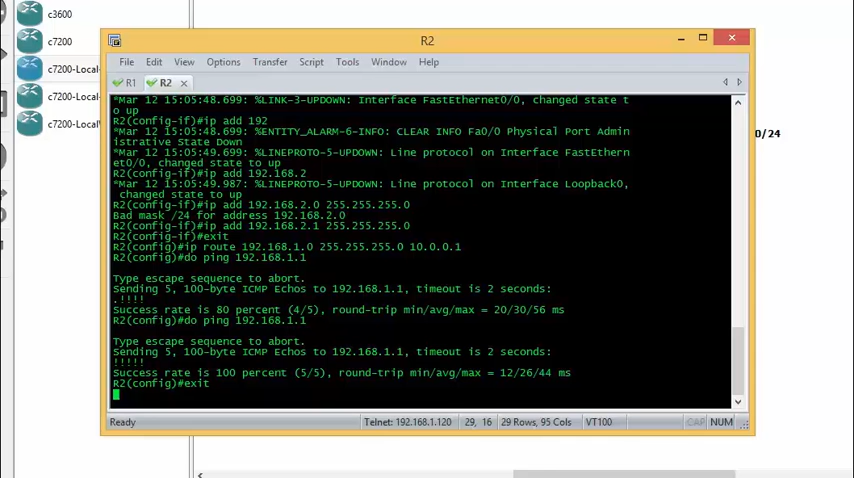 c3600
c7200
c7200-Local-
c7200-Local-
c7200-Local
R2
File Edit View Options Transfer Script Tools Window Help
R1 R2
*Mar 12 15:05:48.699: %LINK-3-UPDOWN: Interface FastEthernet0/0, changed state t
o up
R2(config-if)#ip add 192
*Mar 12 15:05:48.699: %ENTITY_ALARM-6-INFO: CLEAR INFO Fa0/0 Physical Port Admin
istrative State Down
*Mar 12 15:05:49.699: %LINEPROTO-5-UPDOWN: Line protocol on Interface FastEthern
et0/0, changed state to up
R2(config-if)#ip add 192.168.2
*Mar 12 15:05:49.987: %LINEPROTO-5-UPDOWN: Line protocol on Interface Loopback0,
changed state to up
R2(config-if)#ip add 192.168.2.0 255.255.255.0
Bad mask /24 for address 192.168.2.0
R2(config-if)#ip add 192.168.2.1 255.255.255.0
R2(config-if)#exit
R2(config)#ip route 192.168.1.0 255.255.255.0 10.0.0.1
R2(config)#do ping 192.168.1.1
Type escape sequence to abort.
Sending 5, 100-byte ICMP Echos to 192.168.1.1, timeout is 2 seconds:
.!!!!
Success rate is 80 percent (4/5), round-trip min/avg/max = 20/30/56 ms
R2(config)#do ping 192.168.1.1
Type escape sequence to abort.
Sending 5, 100-byte ICMP Echos to 192.168.1.1, timeout is 2 seconds:
!!!!!
Success rate is 100 percent (5/5), round-trip min/avg/max = 12/26/44 ms
R2(config)#exit
Ready Telnet: 192.168.1.120 29, 16 29 Rows, 95 Cols VT100 CAP NUM
0/24